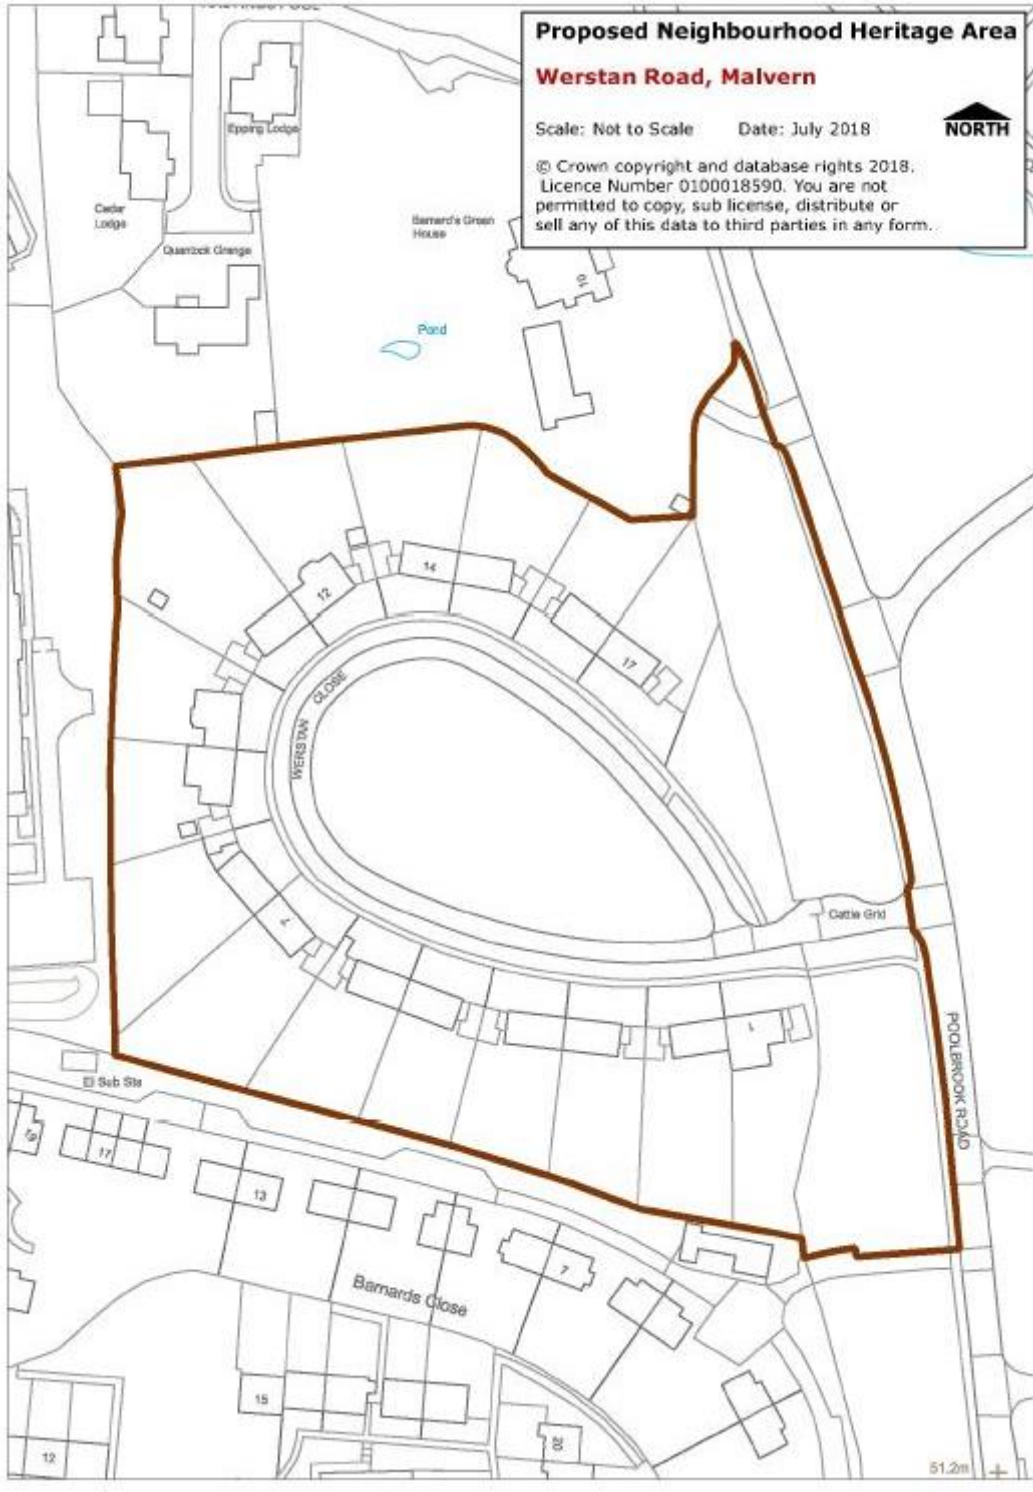 Proposed Neighbourhood Heritage Area
Werstan Road, Malvern
Scale: Not to Scale Date: July 2018
NORTH
© Crown copyright and database rights 2018.
Licence Number 0100018590. You are not
permitted to copy, sub license, distribute or
sell any of this data to third parties in any form.
Epping Lodge
Cedar
Lodge
Quantock Grange
Barnard's Green
House
10
Pond
14
12
17
WERSTAN CLOSE
7
Cattle Grid
1
POOLBROOK ROAD
El Sub Sta
19
17
13
7
Barnards Close
15
20
12
51.2m